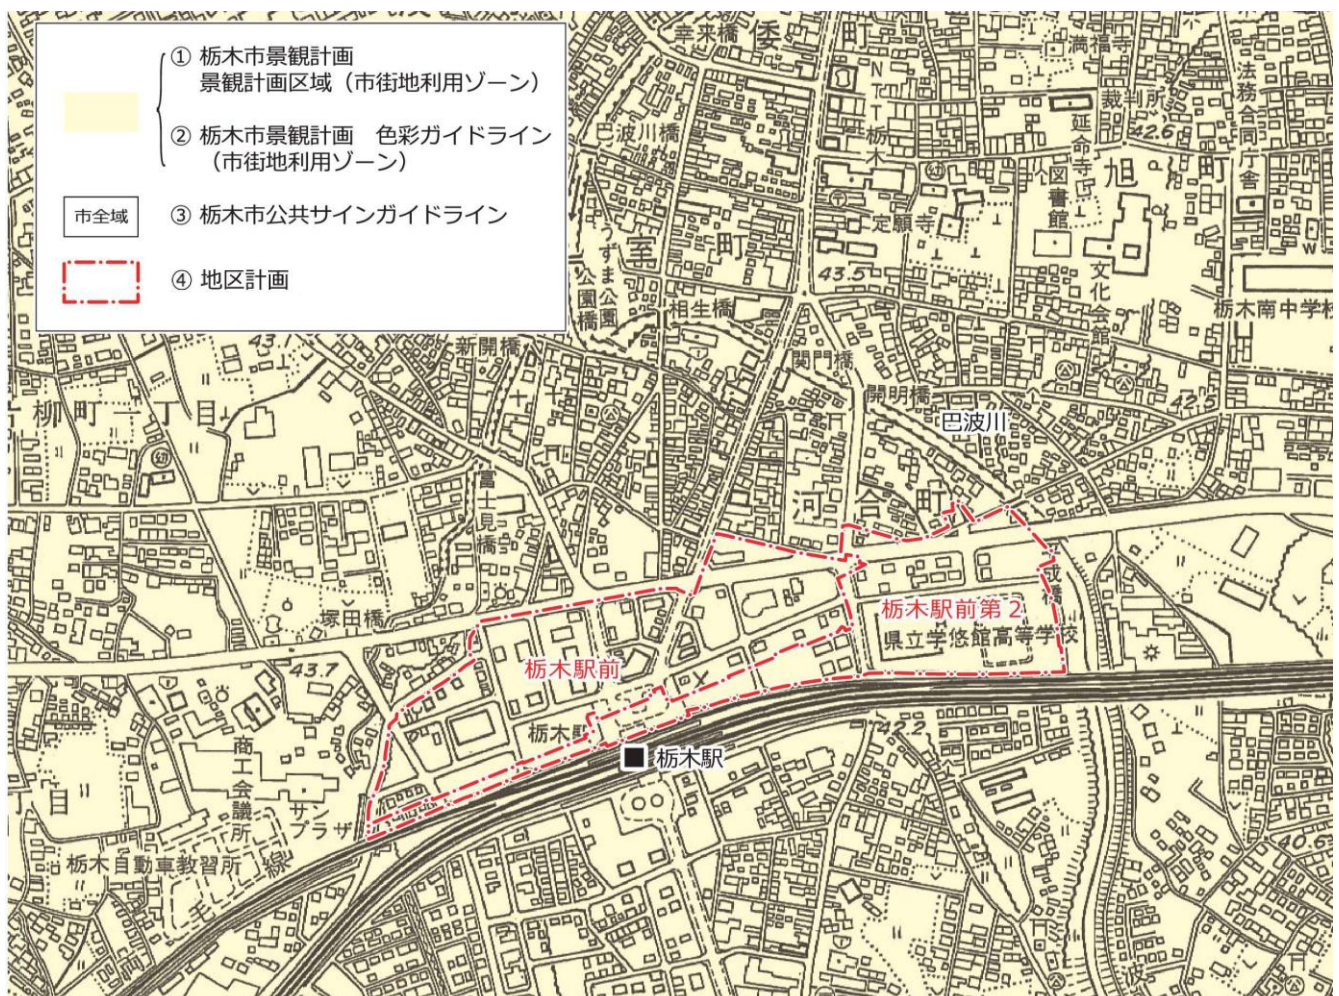 ① 栃木市景観計画
景観計画区域（市街地利用ゾーン）
② 栃木市景観計画　色彩ガイドライン
（市街地利用ゾーン）
市全域
③ 栃木市公共サインガイドライン
④ 地区計画
幸来橋
倭町
満福寺
法務合同庁舎
NTT栃木
裁判所
42.6
延命寺
巴波川橋
旭町
図書館
定願寺
うずま公園
室町
公園橋
43.5
文化会館
栃木南中学校
相生橋
43.1
新開橋
開門橋
開明橋
42.5
柳町一丁目
巴波川
富士見橋
河合町
塚田橋
成橋
栃木駅前第２
県立学悠館高等学校
栃木駅前
43.7
栃木駅
42.2
栃木駅
商工会議所
サンプラザ
丁目
栃木自動車教習所
毛線
40.6